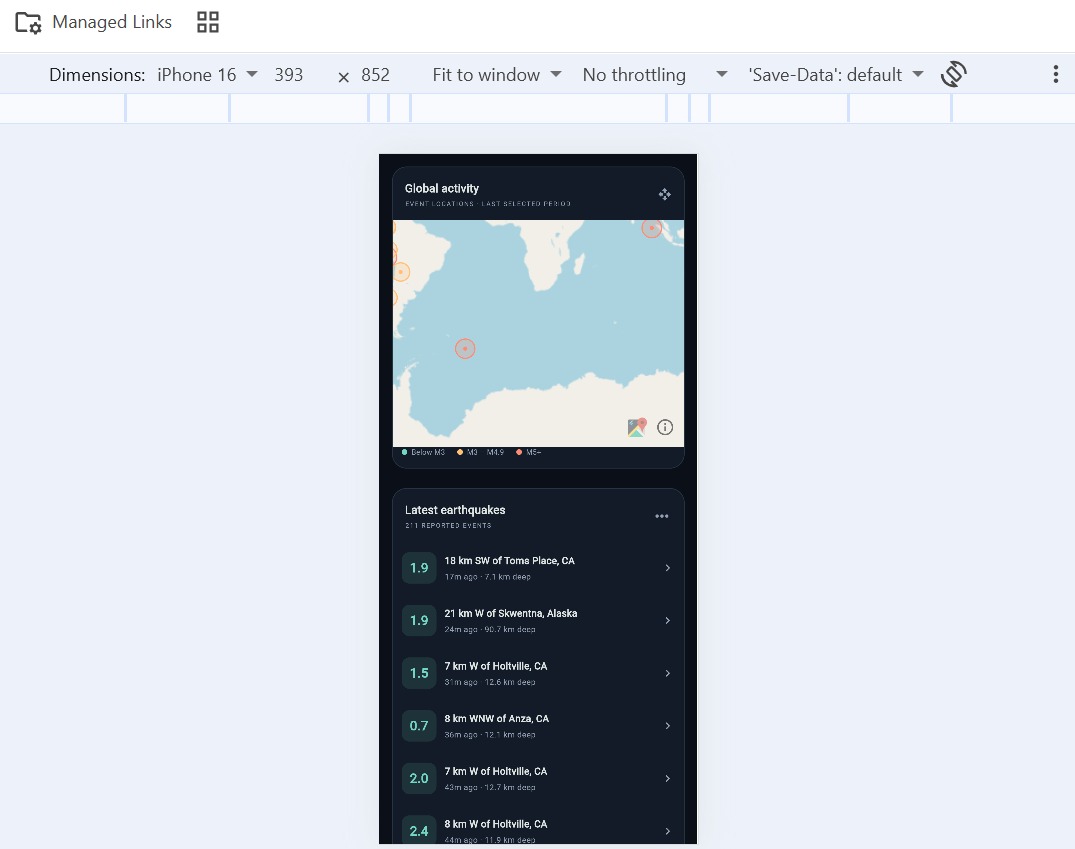 Managed Links
Dimensions: iPhone 16 393 × 852 Fit to window No throttling 'Save-Data': default
Global activity
EVENT LOCATIONS · LAST SELECTED PERIOD
Below M3 M3 M4.9 M5+
Latest earthquakes
211 REPORTED EVENTS
1.9 18 km SW of Toms Place, CA
17m ago · 7.1 km deep
1.9 21 km W of Skwentna, Alaska
24m ago · 90.7 km deep
1.5 7 km W of Holtville, CA
31m ago · 12.6 km deep
0.7 8 km WNW of Anza, CA
36m ago · 12.1 km deep
2.0 7 km W of Holtville, CA
43m ago · 12.7 km deep
2.4 8 km W of Holtville, CA
44m ago · 11.9 km deep